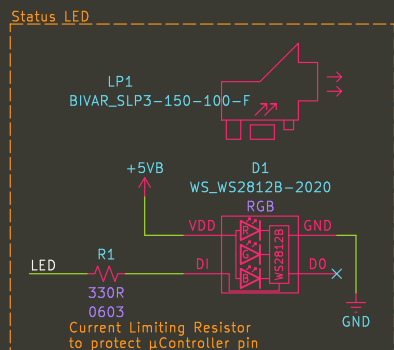 Status LED
LP1
BIVAR_SLP3-150-100-F
+5VB
D1
WS_WS2812B-2020
RGB
VDD
GND
R
G
B
WS2812B
LED
R1
DI
DO
330R
0603
GND
Current Limiting Resistor
to protect µController pin